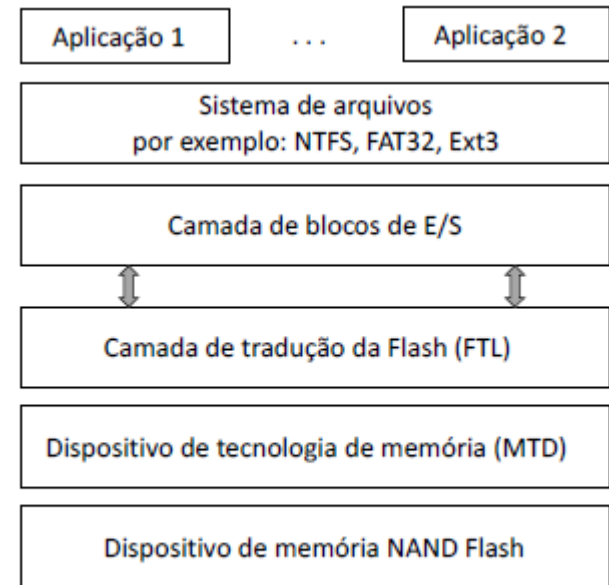 Aplicação 1 . . . Aplicação 2
Sistema de arquivos
por exemplo: NTFS, FAT32, Ext3
Camada de blocos de E/S
Camada de tradução da Flash (FTL)
Dispositivo de tecnologia de memória (MTD)
Dispositivo de memória NAND Flash